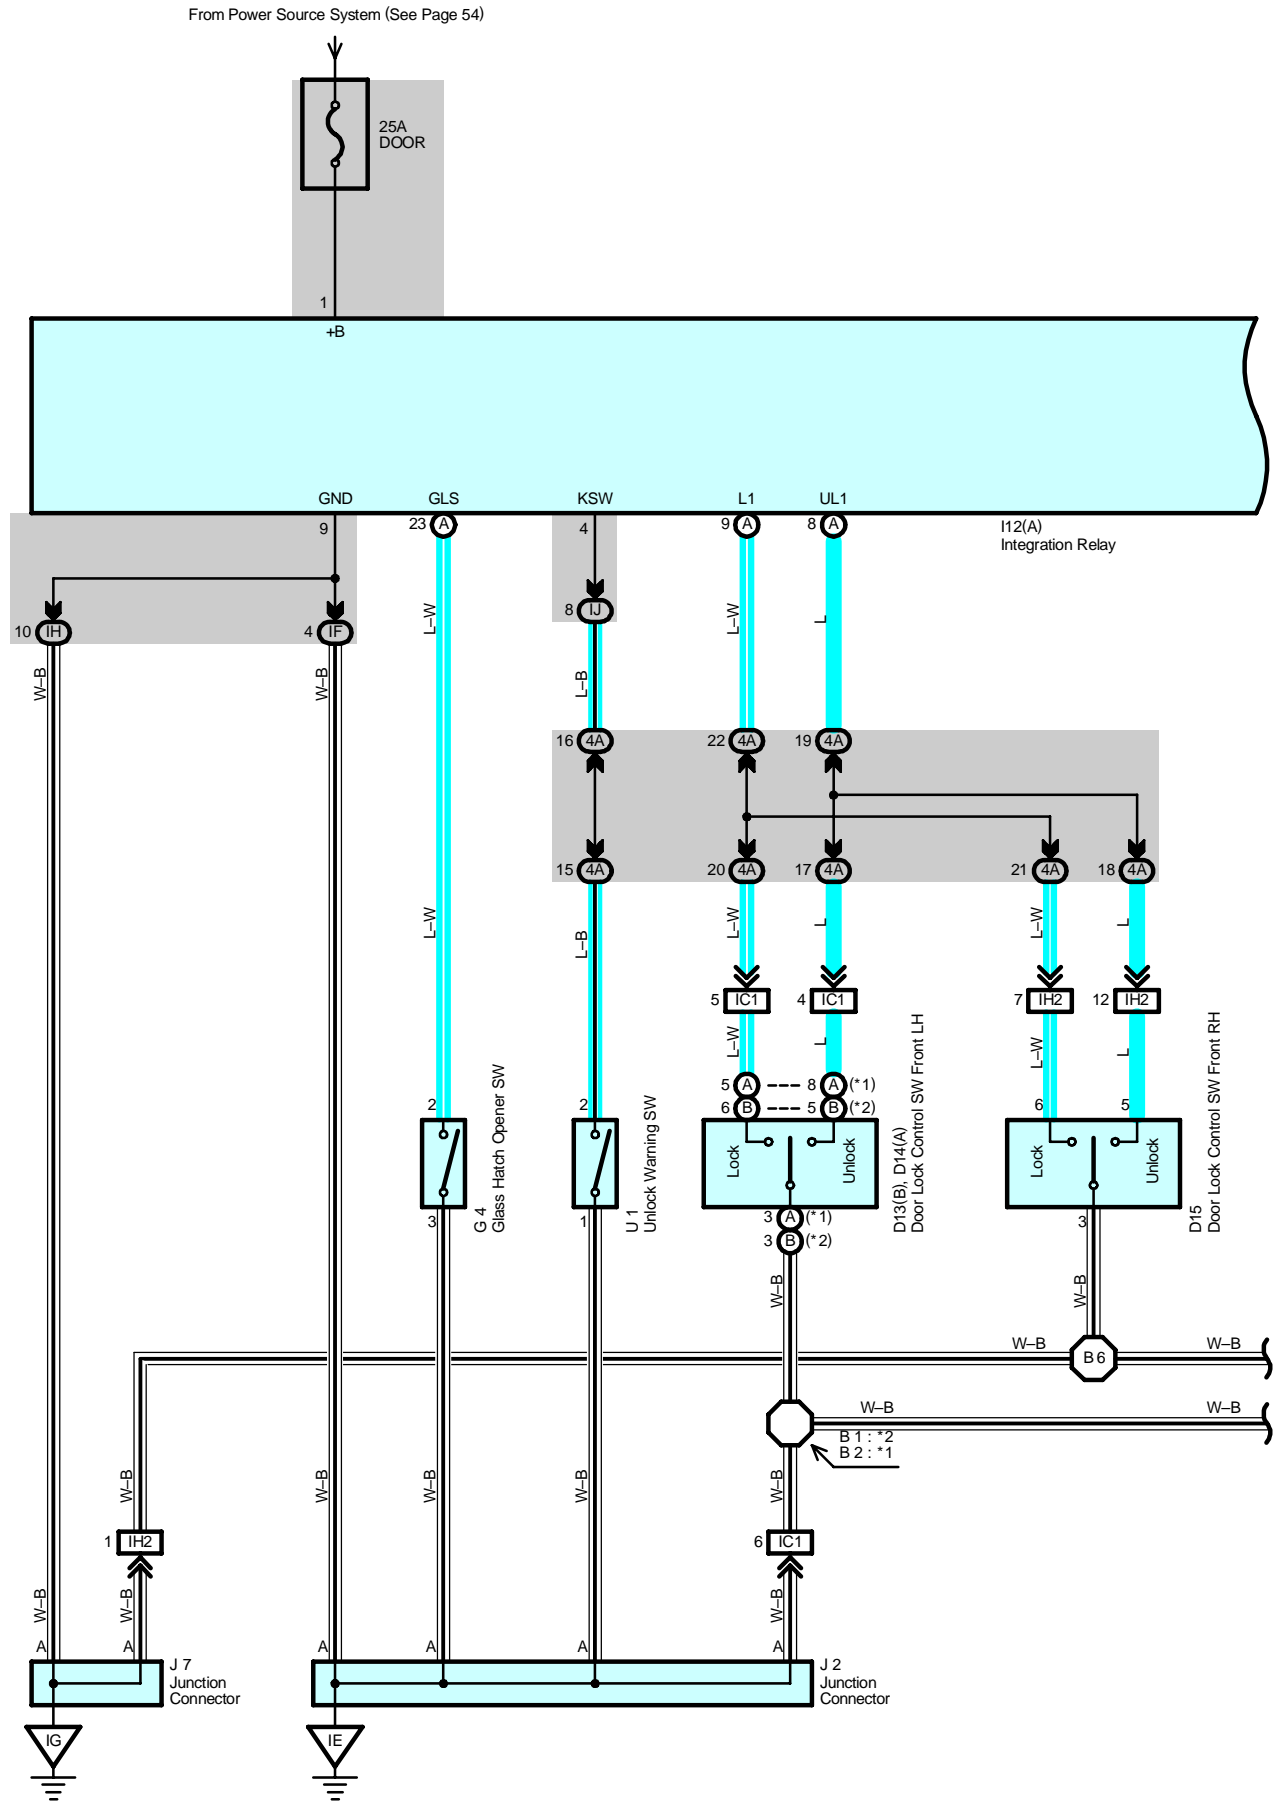 From Power Source System (See Page 54)
25A
DOOR
1
+B
GND
GLS
KSW
L1
UL1
9
23 A
4
9 A
8 A
I12(A)
Integration Relay
8 IJ
10 IH
4 IF
L–W
L–W
L
W–B
W–B
L–B
16 4A
22 4A
19 4A
15 4A
20 4A
17 4A
21 4A
18 4A
L–W
L–B
L–W
L
L–W
L
5 IC1
4 IC1
7 IH2
12 IH2
L–W
L
L–W
L
5 A
8 A (*1)
6 B
5 B (*2)
2
2
6
5
Lock
Unlock
Lock
Unlock
G 4
Glass Hatch Opener SW
U 1
Unlock Warning SW
D13(B), D14(A)
Door Lock Control SW Front LH
D15
Door Lock Control SW Front RH
3
1
3 A (*1)
3 B (*2)
3
W–B
W–B
W–B
B 6
W–B
W–B
W–B
B 1 : *2
B 2 : *1
W–B
W–B
W–B
W–B
W–B
1 IH2
6 IC1
W–B
W–B
W–B
A
A
A
A
A
A
J 7
Junction
Connector
J 2
Junction
Connector
IG
IE